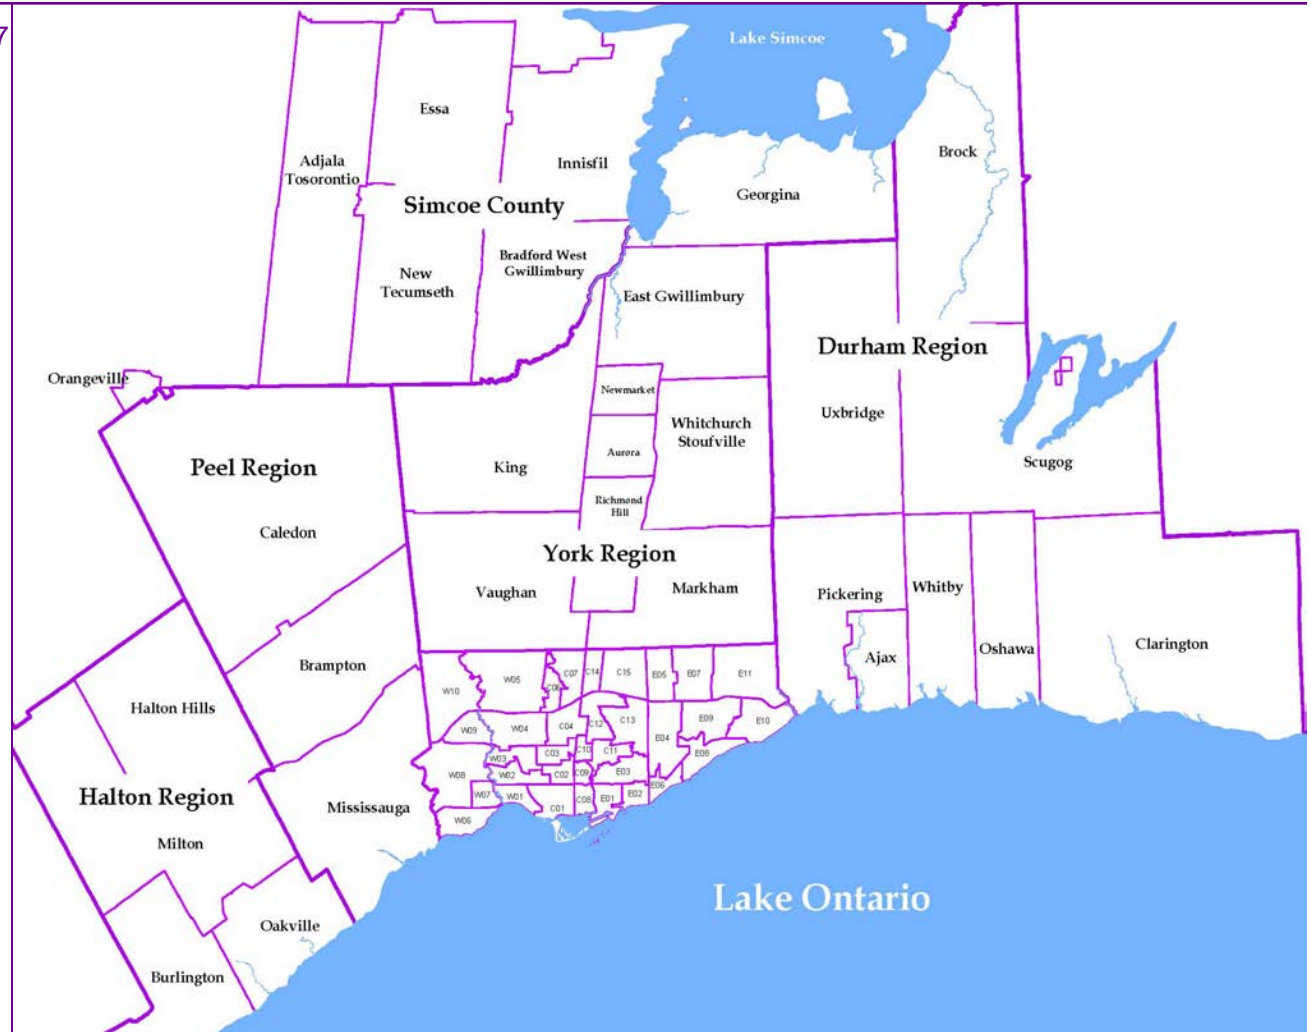 7
Lake Simcoe
Essa
Adjala
Tosorontio
Innisfil
Brock
Georgina
Simcoe County
New
Tecumseth
Bradford West
Gwillimbury
East Gwillimbury
Durham Region
Orangeville
Newmarket
Uxbridge
Whitchurch
Stoufville
Aurora
King
Peel Region
Scugog
Richmond
Hill
Caledon
York Region
Vaughan
Markham
Pickering
Whitby
Oshawa
Clarington
Ajax
Brampton
Halton Hills
W10
W05
C06
C07
C14
C15
E05
E07
E11
W09
W04
C04
C12
C13
E04
E09
E10
W03
C03
C10
C11
E08
W08
W02
C02
C09
E03
E06
W07
W01
C01
C08
E01
E02
W06
Halton Region
Mississauga
Milton
Lake Ontario
Oakville
Burlington